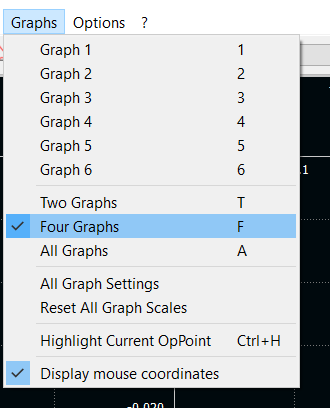 Graphs Options ?
Graph 1 1
Graph 2 2
Graph 3 3
Graph 4 4
Graph 5 5
Graph 6 6
.1
Two Graphs T
Four Graphs F
All Graphs A
All Graph Settings
Reset All Graph Scales
Highlight Current OpPoint Ctrl+H
Display mouse coordinates
-0.020